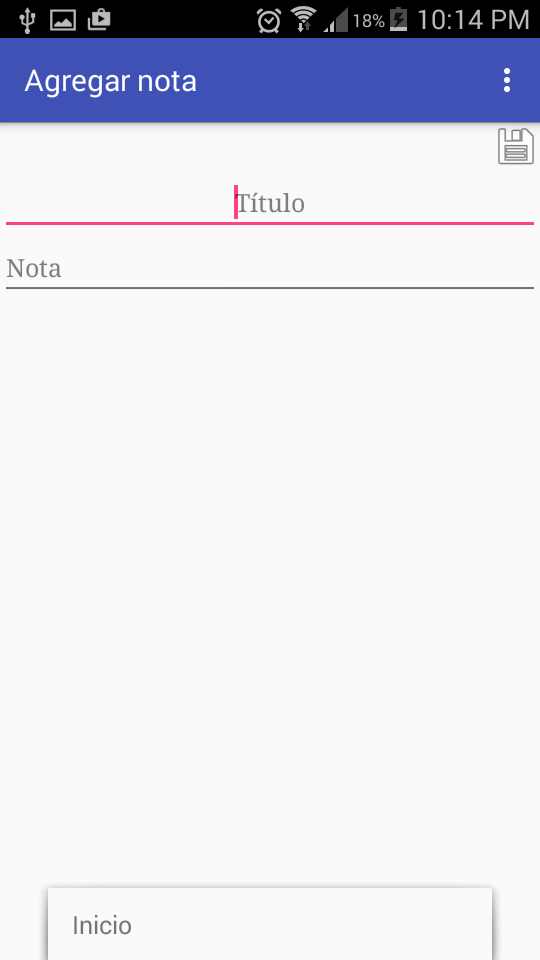 18% 10:14 PM
Agregar nota
Título
Nota
Inicio